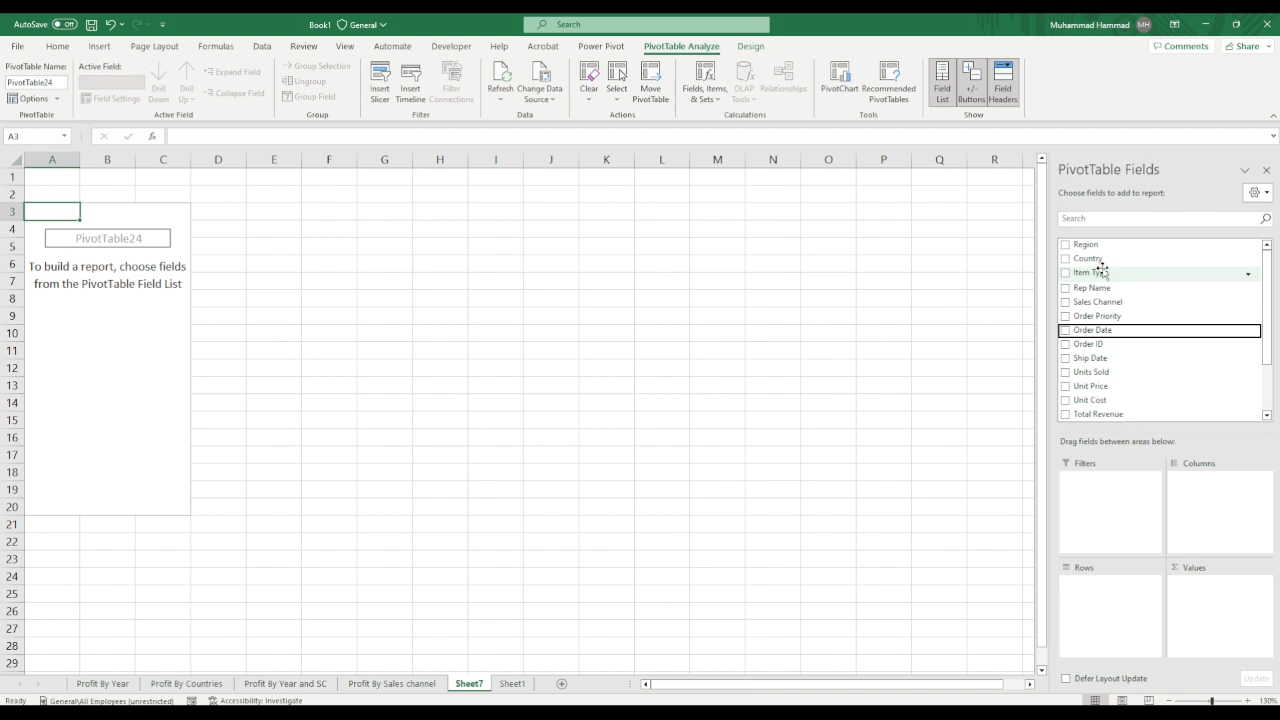 AutoSave Off Book1 General Search Muhammad Hammad MH
File Home Insert Page Layout Formulas Data Review View Automate Developer Help Acrobat Power Pivot PivotTable Analyze Design Comments Share
PivotTable Name: Active Field: Expand Field Group Selection
PivotTable24 Drill Down Drill Up Collapse Field Ungroup Insert Slicer Insert Timeline Filter Connections Refresh Change Data Source Clear Select Move PivotTable Fields, Items, & Sets OLAP Tools Relationships PivotChart Recommended PivotTables Field List +/- Buttons Field Headers
Options Field Settings Group Field
PivotTable Active Field Group Filter Data Actions Calculations Tools Show
A3 fx
A B C D E F G H I J K L M N O P Q R
1
2
3
4 PivotTable24
5
To build a report, choose fields
6
from the PivotTable Field List
7
8
9
10
11
12
13
14
15
16
17
18
19
20
21
22
23
24
25
26
27
28
29
PivotTable Fields
Choose fields to add to report:
Search
Region
Country
Item
Rep Name
Sales Channel
Order Priority
Order Date
Order ID
Ship Date
Units Sold
Unit Price
Unit Cost
Total Revenue
Drag fields between areas below:
Filters Columns
Rows Σ Values
Defer Layout Update Update
Profit By Year Profit By Countries Profit By Year and SC Profit By Sales channel Sheet7 Sheet1
Ready General\All Employees (unrestricted) Accessibility: Investigate 130%